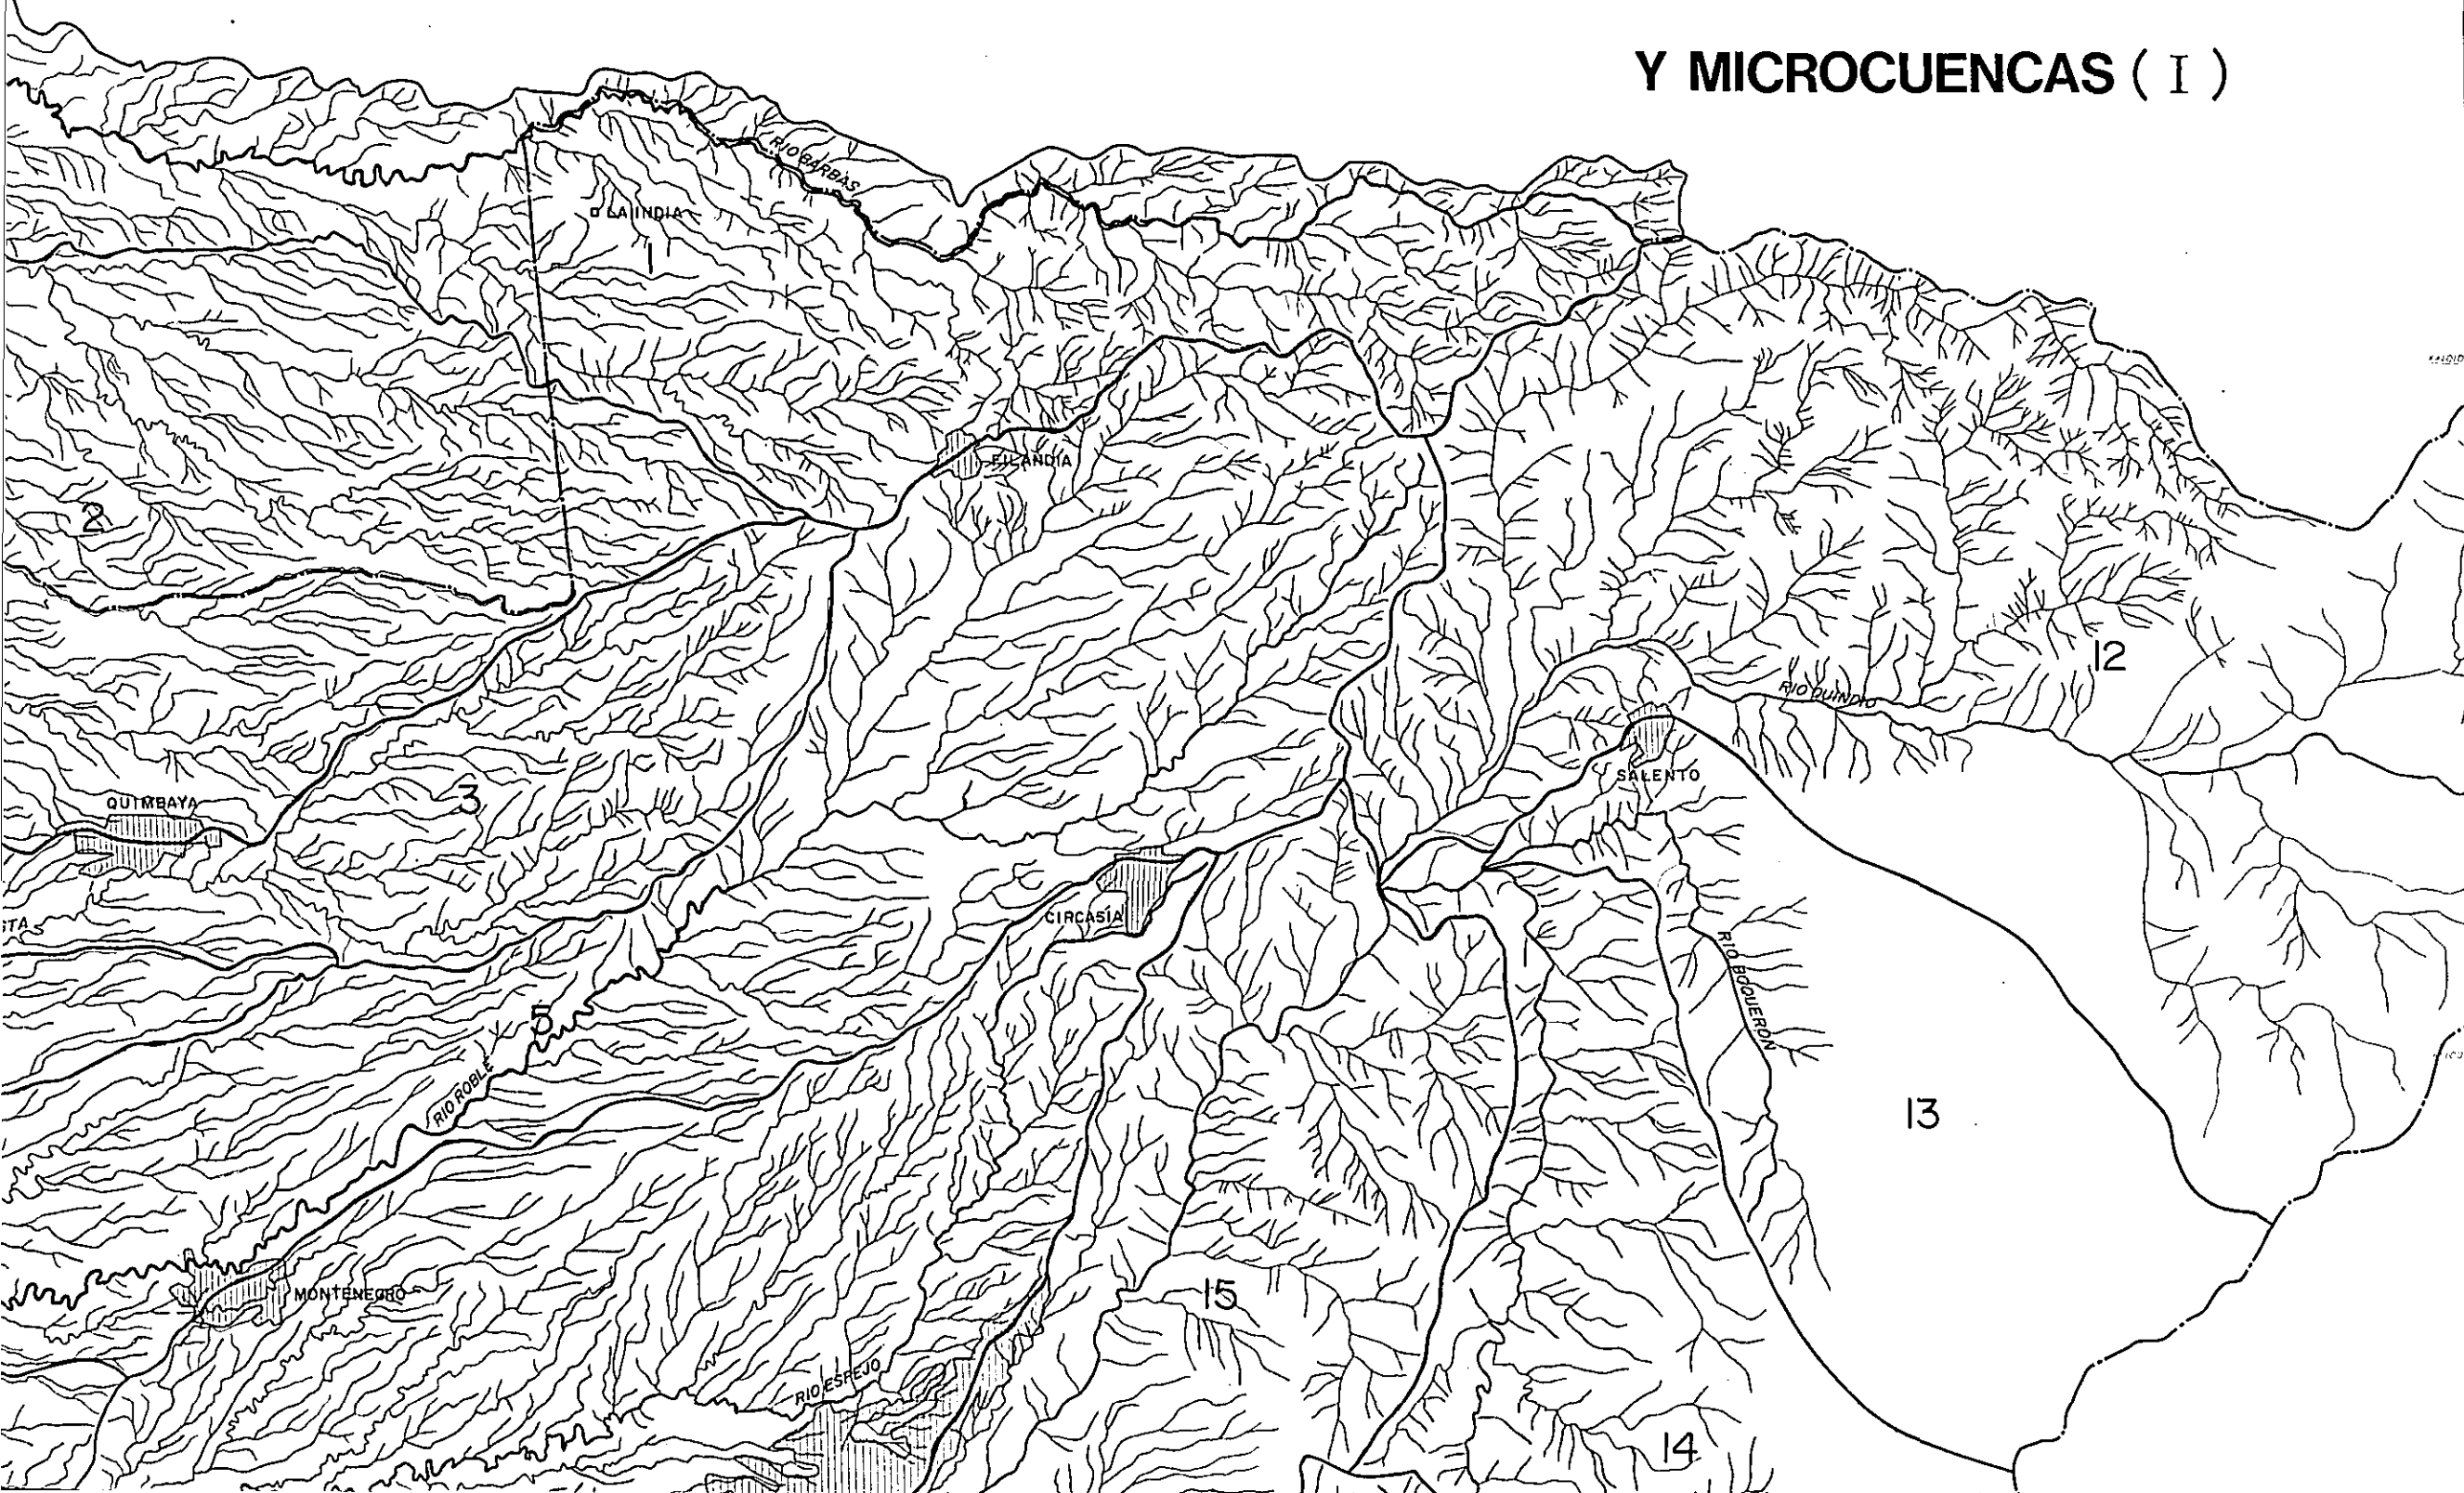 Y MICROCUENCAS ( I )
RIO BARBAS
LA INDIA
1
FILANDIA
2
12
RIO QUINDIO
SALENTO
QUIMBAYA
3
CIRCASIA
RIO BOQUERON
5
RIO ROBLE
13
MONTENEGRO
15
RIO ESPEJO
14